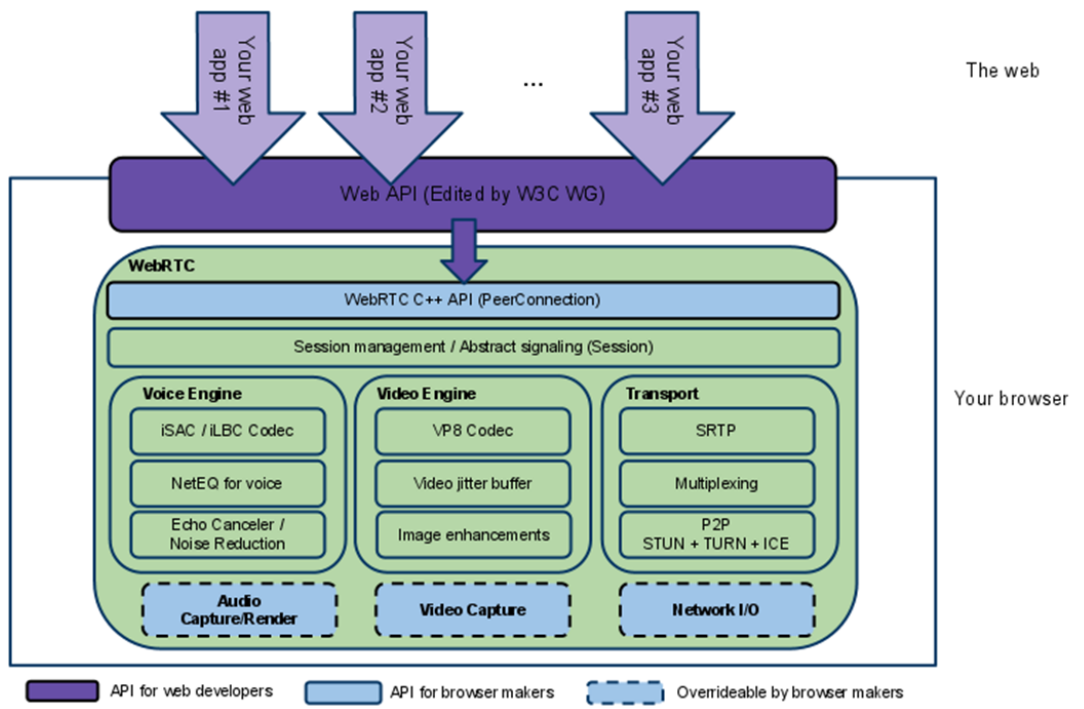 Your web
app #1
Your web
app #2
...
Your web
app #3
The web
Web API (Edited by W3C WG)
WebRTC
WebRTC C++ API (PeerConnection)
Session management / Abstract signaling (Session)
Your browser
Voice Engine
iSAC / iLBC Codec
NetEQ for voice
Echo Canceler /
Noise Reduction
Video Engine
VP8 Codec
Video jitter buffer
Image enhancements
Transport
SRTP
Multiplexing
P2P
STUN + TURN + ICE
Audio
Capture/Render
Video Capture
Network I/O
API for web developers
API for browser makers
Overrideable by browser makers